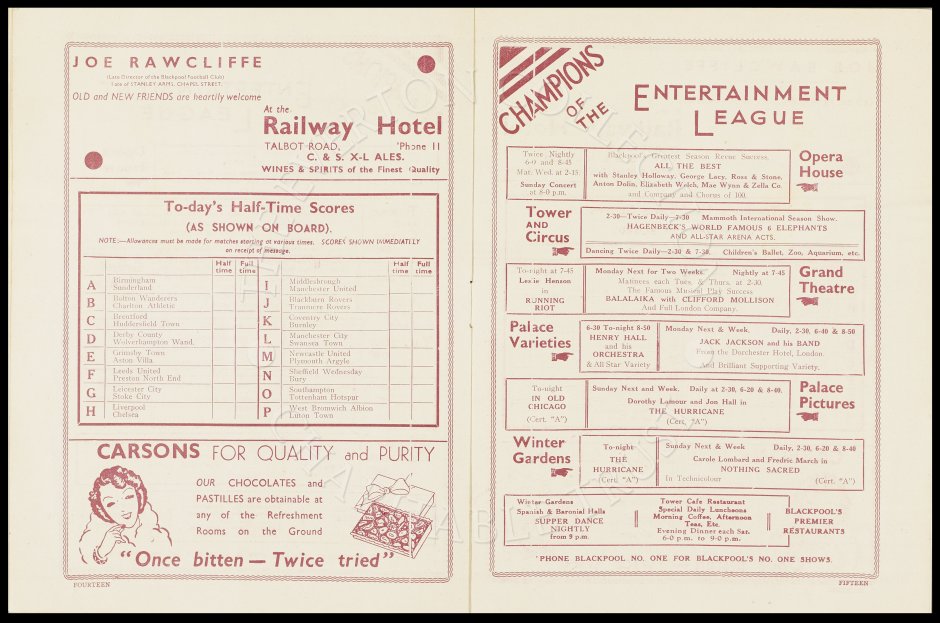 JOE RAWCLIFFE
(Late Director of the Blackpool Football Club)
Late of STANLEY ARMS, CHAPEL STREET.
OLD and NEW FRIENDS are heartily welcome
At the
Railway Hotel
TALBOT ROAD. 'Phone 11
C. & S. X-L ALES.
WINES & SPIRITS of the Finest Quality
To-day's Half-Time Scores
(AS SHOWN ON BOARD).
NOTE:—Allowances must be made for matches starting at various times. SCORES SHOWN IMMEDIATELY
on receipt of message.
Half time Full time
A Birmingham
Sunderland
B Bolton Wanderers
Charlton Athletic
C Brentford
Huddersfield Town
D Derby County
Wolverhampton Wand.
E Grimsby Town
Aston Villa
F Leeds United
Preston North End
G Leicester City
Stoke City
H Liverpool
Chelsea
Half time Full time
I Middlesbrough
Manchester United
J Blackburn Rovers
Tranmere Rovers
K Coventry City
Burnley
L Manchester City
Swansea Town
M Newcastle United
Plymouth Argyle
N Sheffield Wednesday
Bury
O Southampton
Tottenham Hotspur
P West Bromwich Albion
Luton Town
CARSONS FOR QUALITY and PURITY
OUR CHOCOLATES and
PASTILLES are obtainable at
any of the Refreshment
Rooms on the Ground
"Once bitten — Twice tried"
FOURTEEN
CHAMPIONS
OF
THE
ENTERTAINMENT
LEAGUE
Twice Nightly
6-0 and 8-45
Mat. Wed. at 2-15.
Sunday Concert
at 8-0 p.m.
Blackpool's Greatest Season Revue Success,
ALL THE BEST
with Stanley Holloway, George Lacy, Ross & Stone,
Anton Dolin, Elizabeth Welch, Mae Wynn & Zella Co.
and Company and Chorus of 100.
Opera
House
Tower
AND
Circus
2-30—Twice Daily—7-30 Mammoth International Season Show.
HAGENBECK'S WORLD FAMOUS 6 ELEPHANTS
AND ALL-STAR ARENA ACTS.
Dancing Twice Daily—2-30 & 7-30. Children's Ballet, Zoo, Aquarium, etc.
To-night at 7-45
Leslie Henson
in
RUNNING
RIOT
Monday Next for Two Weeks. Nightly at 7-45
Matinees each Tues. & Thurs. at 2-30.
The Famous Musical Play Success
BALALAIKA with CLIFFORD MOLLISON
And Full London Company.
Grand
Theatre
Palace
Varieties
6-30 To-night 8-50
HENRY HALL
and his
ORCHESTRA
& All Star Variety
Monday Next & Week. Daily, 2-30, 6-40 & 8-50
JACK JACKSON and his BAND
From the Dorchester Hotel, London.
And Brilliant Supporting Variety.
To-night
IN OLD
CHICAGO
(Cert. "A")
Sunday Next and Week. Daily at 2-30, 6-20 & 8-40.
Dorothy Lamour and Jon Hall in
THE HURRICANE
(Cert. "A")
Palace
Pictures
Winter
Gardens
To-night
THE
HURRICANE
(Cert. "A")
Sunday Next & Week Daily, 2-30, 6-20 & 8-40
Carole Lombard and Fredric March in
NOTHING SACRED
In Technicolour (Cert. "A")
Winter Gardens
Spanish & Baronial Halls
SUPPER DANCE
NIGHTLY
from 9 p.m.
Tower Cafe Restaurant
Special Daily Luncheons
Morning Coffee, Afternoon
Teas, Etc.
Evening Dinner each Sat.
6-0 p.m. to 9-0 p.m.
BLACKPOOL'S
PREMIER
RESTAURANTS
'PHONE BLACKPOOL NO. ONE FOR BLACKPOOL'S NO. ONE SHOWS.
FIFTEEN